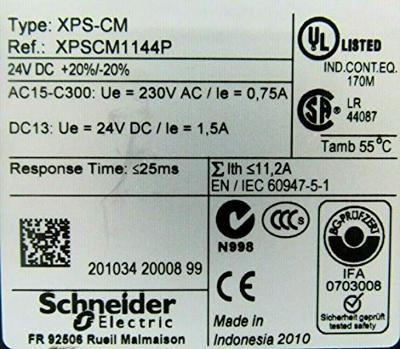 Type: XPS-CM
Ref.: XPSCM1144P
24V DC +20%/-20%
AC15-C300: Ue = 230V AC / Ie = 0,75A
DC13: Ue = 24V DC / Ie = 1,5A
UL LISTED
IND.CONT.EQ.
170M
SA
LR
44087
Tamb 55°C
Response Time: ≤25ms
∑ Ith ≤11,2A
EN / IEC 60947-5-1
N
N998
CCC
S
BG-PRÜFZERT
IFA
0703008
GS
Sicherheit geprüft
tested safety
201034 20008 99
CE
Schneider
Electric
FR 92506 Rueil Malmaison
Made in
Indonesia 2010